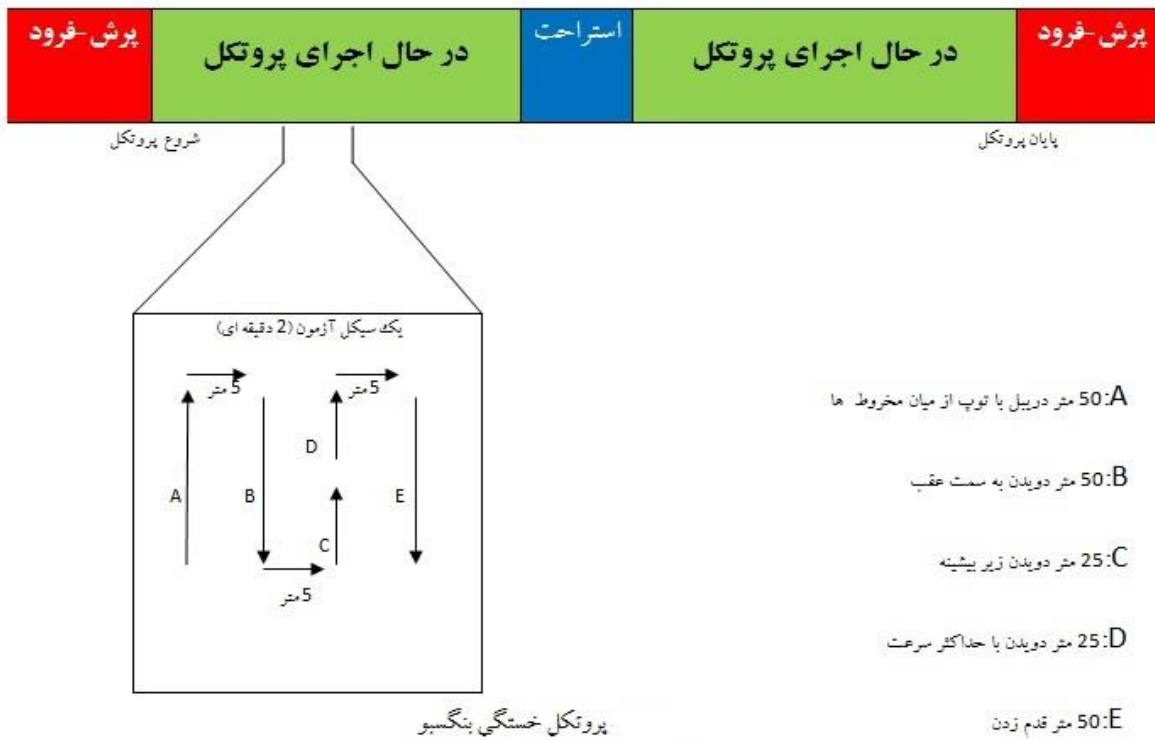 پرش-فرود
در حال اجرای پروتکل
استراحت
در حال اجرای پروتکل
پرش-فرود
شروع پروتکل
پایان پروتکل
یک سیکل آزمون (2 دقیقه ای)
5 متر
5 متر
A
B
C
D
E
5 متر
A:50 متر دریبل با توپ از میان مخروط ها
B:50 متر دویدن به سمت عقب
C:25 متر دویدن زیر بیشینه
D:25 متر دویدن با حداکثر سرعت
E:50 متر قدم زدن
پروتکل خستگي بنگسبو